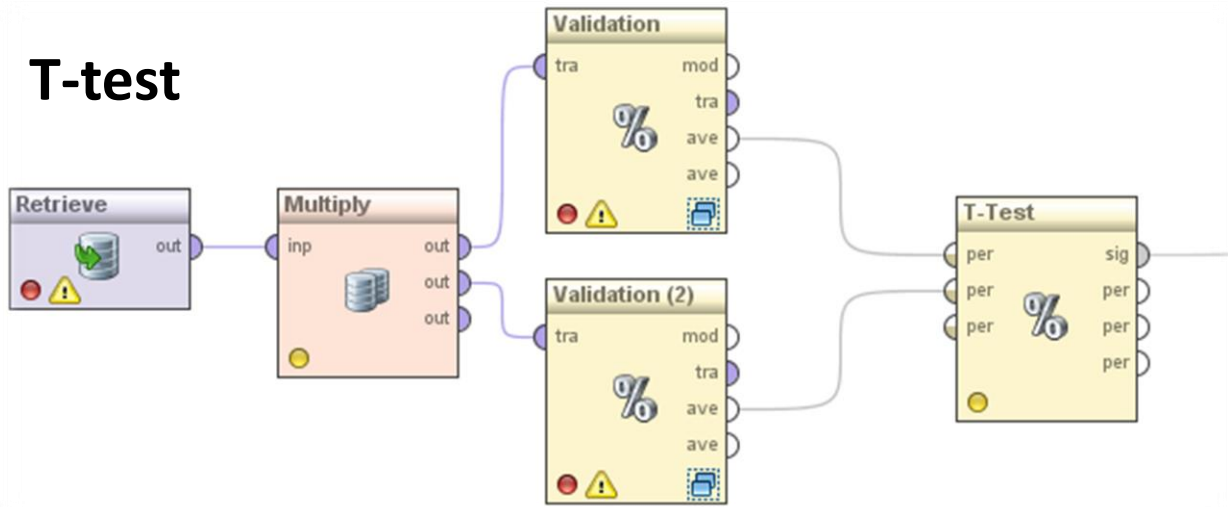 T-test
Retrieve
out
Multiply
inp
out
out
out
Validation
tra
mod
tra
ave
ave
Validation (2)
tra
mod
tra
ave
ave
T-Test
per
sig
per
per
per
per
per